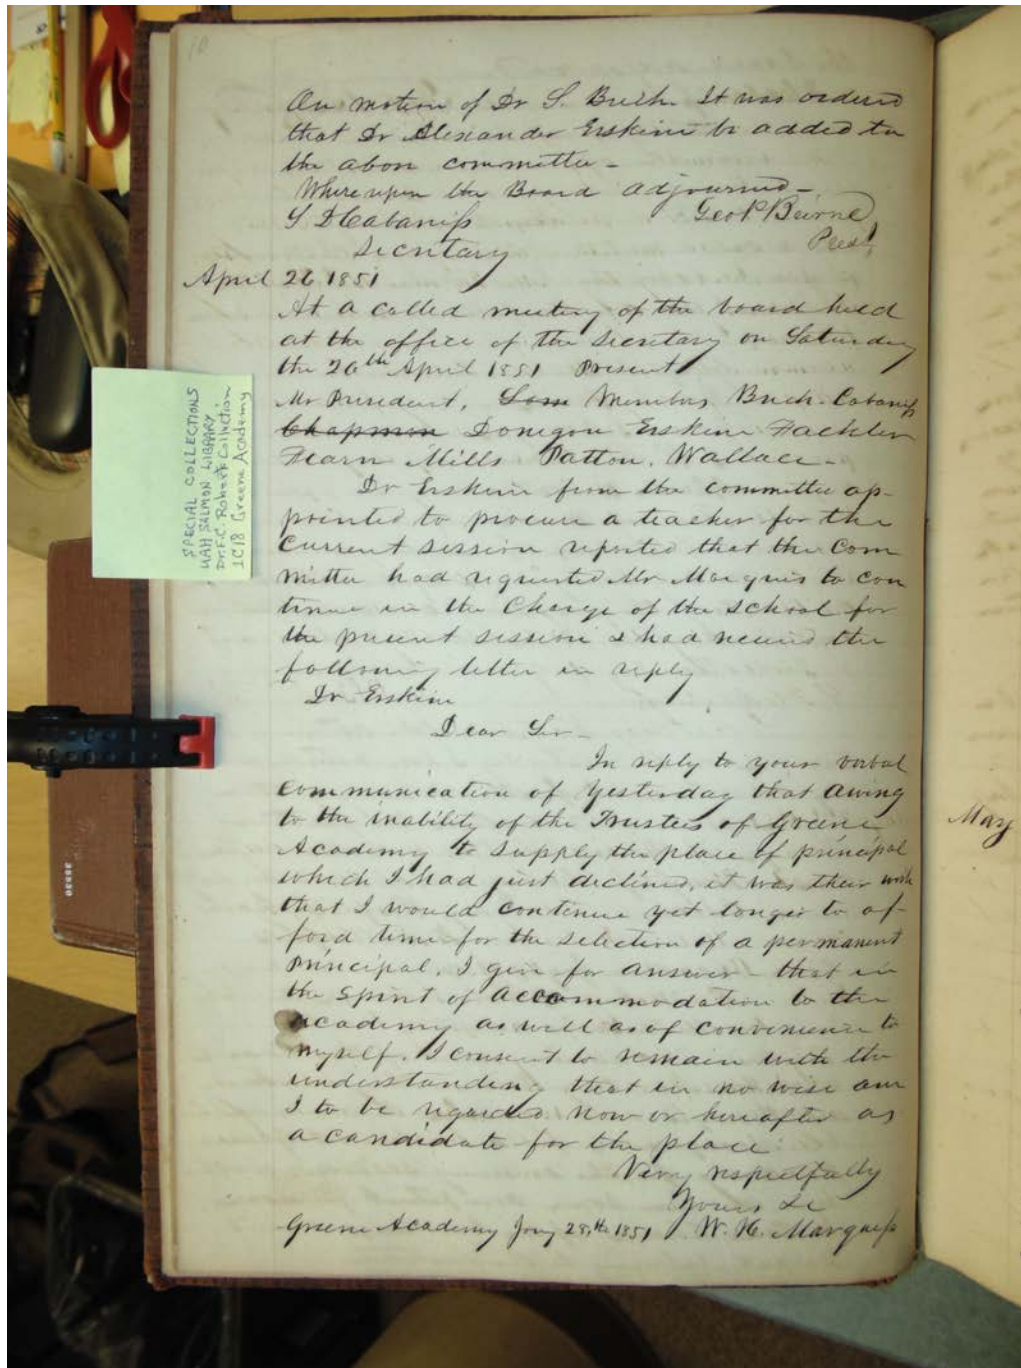 10
On motion of Dr S. Breck. It was ordered
that Dr Alexander Erskine be added to
the above committee –
Whereupon the Board adjourned –
S D Cabaniss
Geo P Beirne
Secretary
Prest
April 26 1851
At a called meeting of the board held
at the office of the Secretary on Saturday
the 26th April 1851 Present
Mr President, Members Breck. Cabaniss
Chapman Donegan Erskine Fackler
Fearn Mills Patton, Wallace –
Dr Erskine from the committee ap-
pointed to procure a teacher for the
current session reported that the Com
mittee had requested Mr Marquis to con
tinue in the Charge of the school for
the present session & had received the
following letter in reply
Dr Erskine
Dear Sir –
In reply to your verbal
communication of yesterday that owing
to the inability of the Trustees of Greene
Academy to supply the place of principal
which I had just declined, it was their wish
that I would continue yet longer to af-
ford time for the selection of a permanent
Principal, I give for answer – that in
the spirit of accommodation to the
academy as well as of convenience to
myself. I consent to remain with the
understanding that in no wise am
I to be regarded now or hereafter as
a candidate for the place
Very respectfully
Yours &c
Greene Academy Jany 28th 1851 W. H. Marquiss
SPECIAL COLLECTIONS
UAH SALMON LIBRARY
Dr. F.C. Roberts Collection
1C18 Greene Academy
May